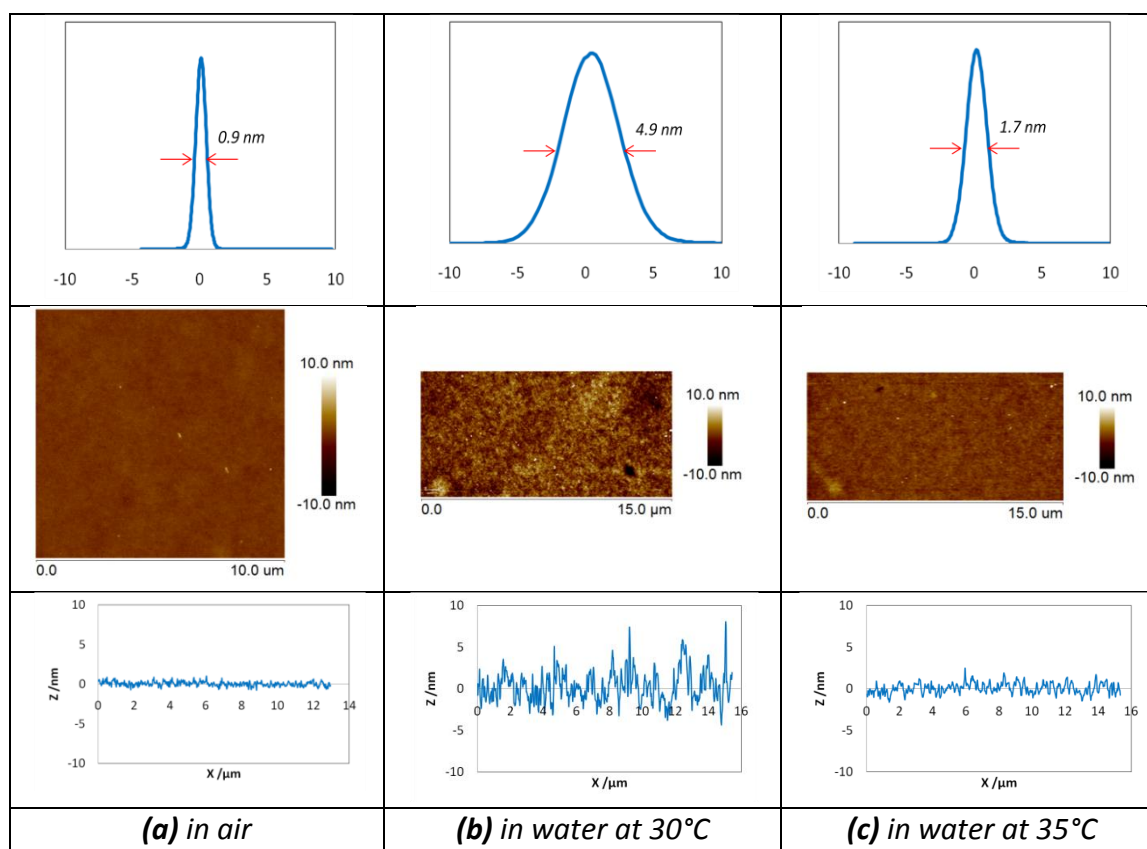 0.9 nm
-10 -5 0 5 10
4.9 nm
-10 -5 0 5 10
1.7 nm
-10 -5 0 5 10
10.0 nm
-10.0 nm
0.0 10.0 um
10.0 nm
-10.0 nm
0.0 15.0 µm
10.0 nm
-10.0 nm
0.0 15.0 um
10
5
0
-5
-10
0 2 4 6 8 10 12 14
Z /nm
X /µm
10
5
0
-5
-10
0 2 4 6 8 10 12 14 16
Z /nm
X /µm
10
5
0
-5
-10
0 2 4 6 8 10 12 14 16
Z /nm
X /µm
(a) in air
(b) in water at 30°C
(c) in water at 35°C